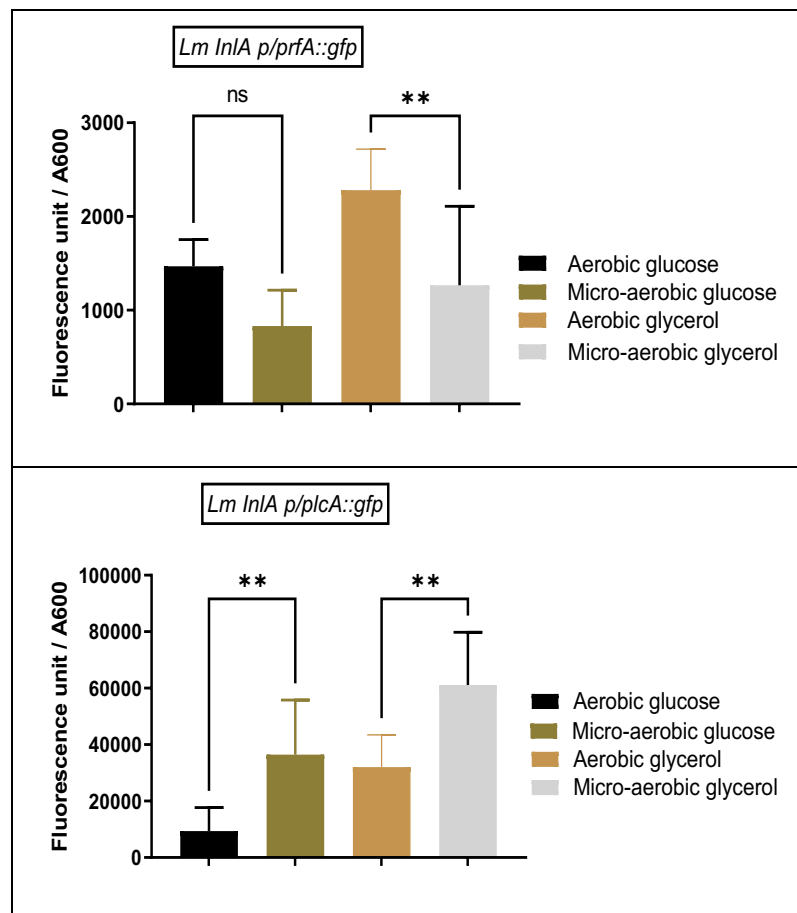 Lm InlA p/prfA::gfp
ns
**
Fluorescence unit / A600
3000
2000
1000
0
Aerobic glucose
Micro-aerobic glucose
Aerobic glycerol
Micro-aerobic glycerol
Lm InlA p/plcA::gfp
**
**
Fluorescence unit / A600
100000
80000
60000
40000
20000
0
Aerobic glucose
Micro-aerobic glucose
Aerobic glycerol
Micro-aerobic glycerol